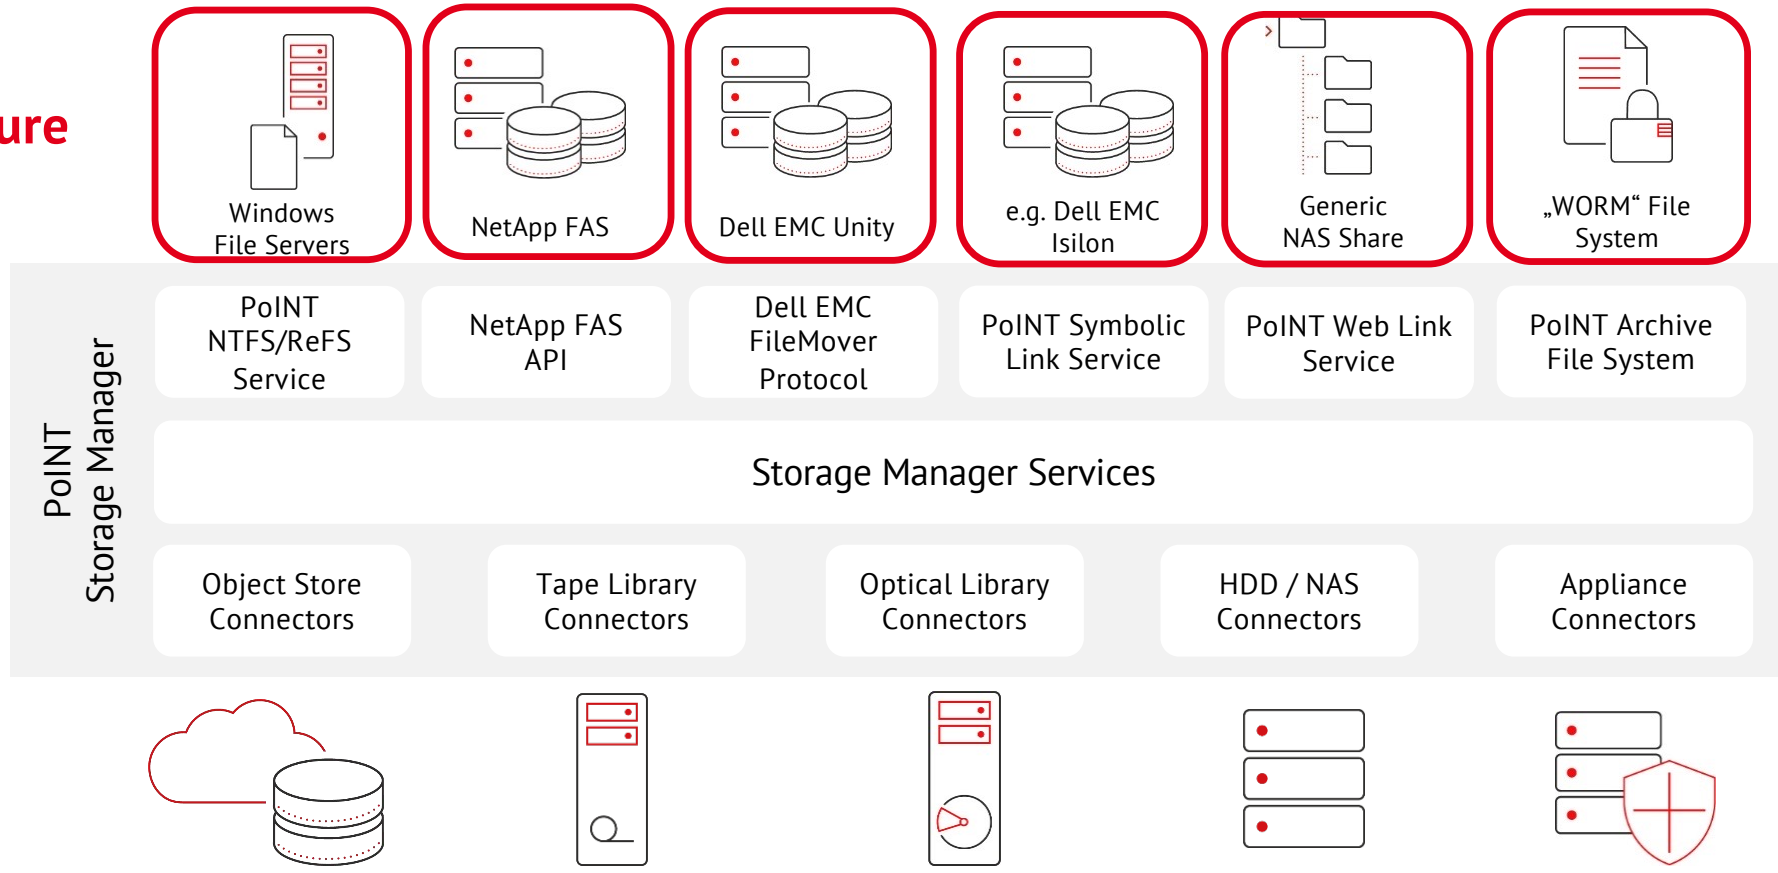 ure
Windows
File Servers
NetApp FAS
Dell EMC Unity
e.g. Dell EMC
Isilon
Generic
NAS Share
„WORM“ File
System
PoINT
Storage Manager
PoINT
NTFS/ReFS
Service
NetApp FAS
API
Dell EMC
FileMover
Protocol
PoINT Symbolic
Link Service
PoINT Web Link
Service
PoINT Archive
File System
Storage Manager Services
Object Store
Connectors
Tape Library
Connectors
Optical Library
Connectors
HDD / NAS
Connectors
Appliance
Connectors